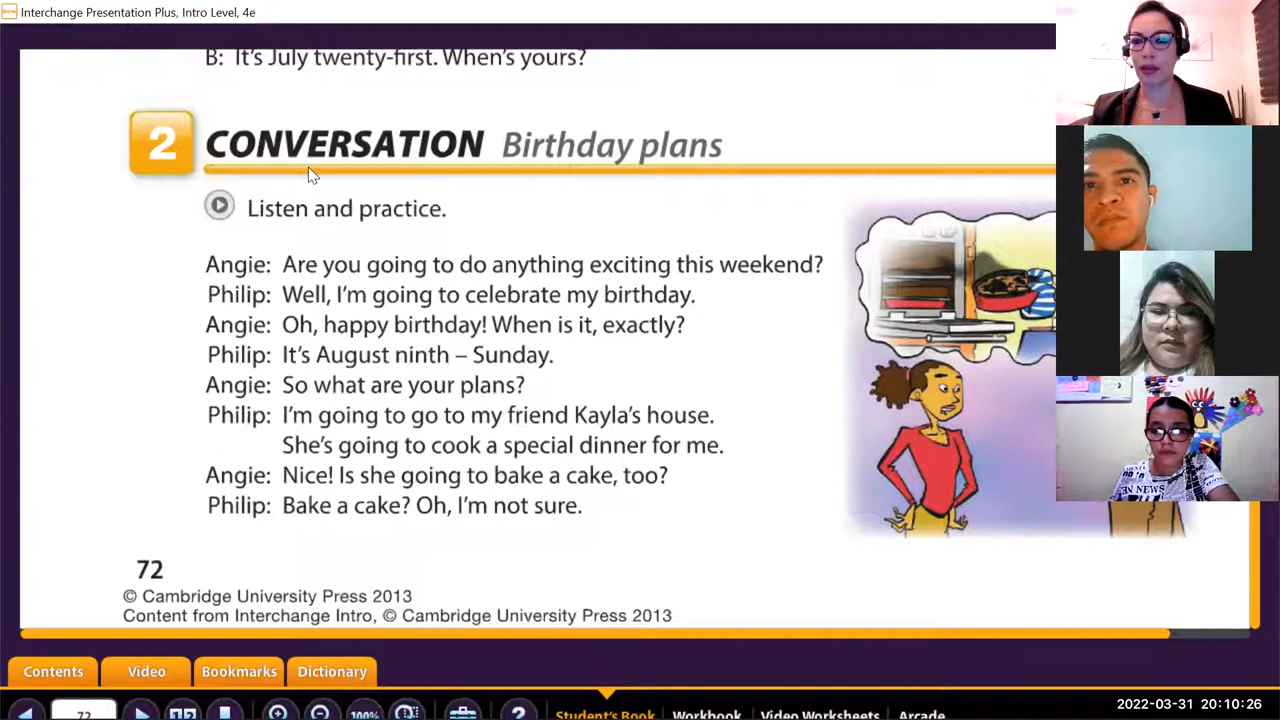 Interchange Presentation Plus, Intro Level, 4e
B: It's July twenty-first. When's yours?
2 CONVERSATION Birthday plans
Listen and practice.
Angie: Are you going to do anything exciting this weekend?
Philip: Well, I'm going to celebrate my birthday.
Angie: Oh, happy birthday! When is it, exactly?
Philip: It's August ninth – Sunday.
Angie: So what are your plans?
Philip: I'm going to go to my friend Kayla's house.
She's going to cook a special dinner for me.
Angie: Nice! Is she going to bake a cake, too?
Philip: Bake a cake? Oh, I'm not sure.
72
© Cambridge University Press 2013
Content from Interchange Intro, © Cambridge University Press 2013
Contents Video Bookmarks Dictionary
72 100% ? Student's Book Workbook Video Worksheets Arcade
2022-03-31 20:10:26